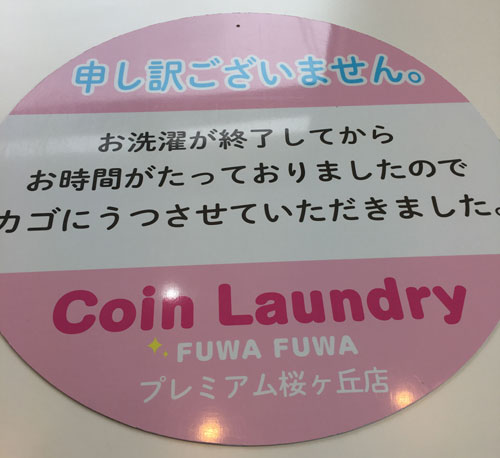 申し訳ございません。
お洗濯が終了してから
お時間がたっておりましたので
カゴにうつさせていただきました。
Coin Laundry
FUWA FUWA
プレミアム桜ヶ丘店